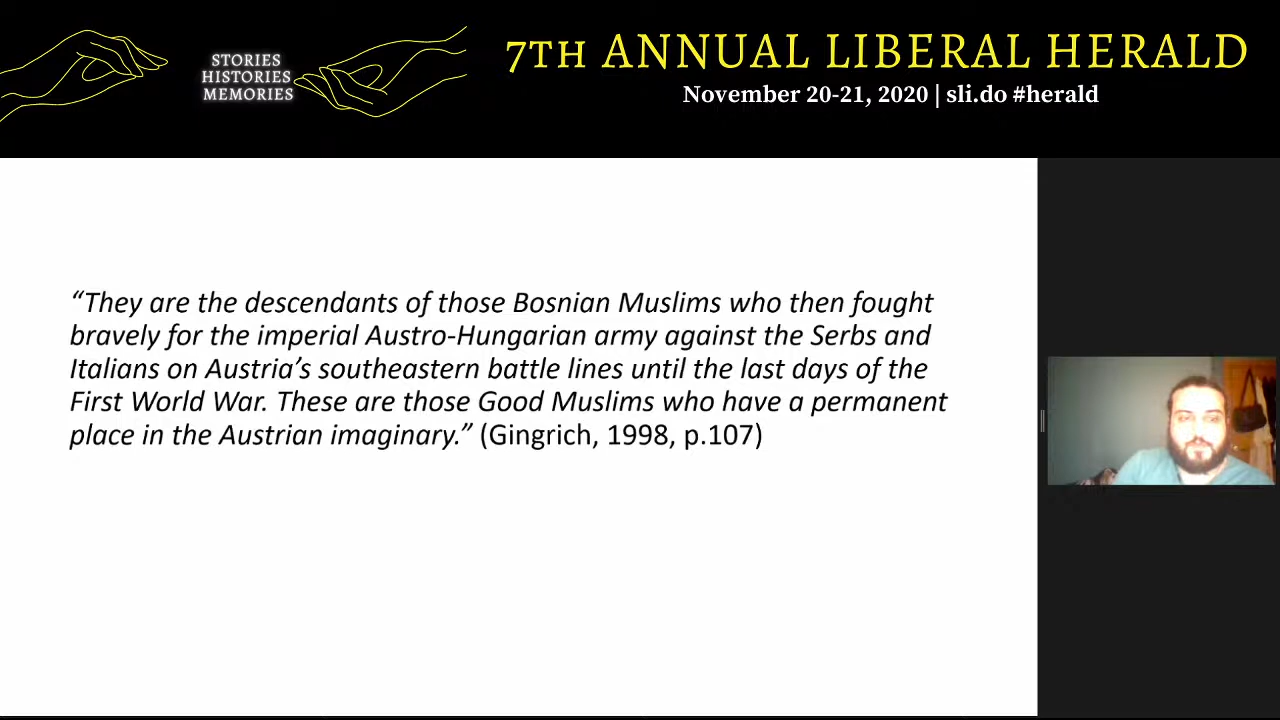 STORIES
HISTORIES
MEMORIES
7TH ANNUAL LIBERAL HERALD
November 20-21, 2020 | sli.do #herald
“They are the descendants of those Bosnian Muslims who then fought
bravely for the imperial Austro-Hungarian army against the Serbs and
Italians on Austria’s southeastern battle lines until the last days of the
First World War. These are those Good Muslims who have a permanent
place in the Austrian imaginary.” (Gingrich, 1998, p.107)